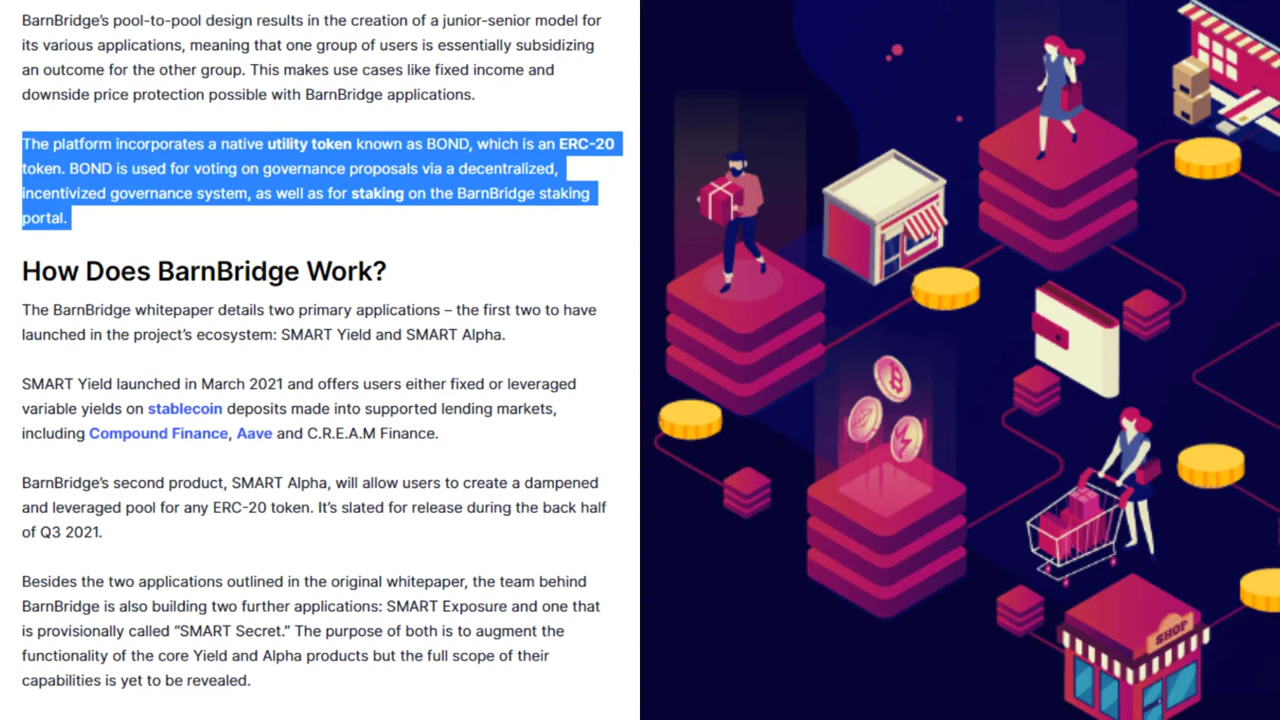 BarnBridge’s pool-to-pool design results in the creation of a junior-senior model for
its various applications, meaning that one group of users is essentially subsidizing
an outcome for the other group. This makes use cases like fixed income and
downside price protection possible with BarnBridge applications.
The platform incorporates a native utility token known as BOND, which is an ERC-20
token. BOND is used for voting on governance proposals via a decentralized,
incentivized governance system, as well as for staking on the BarnBridge staking
portal.
How Does BarnBridge Work?
The BarnBridge whitepaper details two primary applications – the first two to have
launched in the project’s ecosystem: SMART Yield and SMART Alpha.
SMART Yield launched in March 2021 and offers users either fixed or leveraged
variable yields on stablecoin deposits made into supported lending markets,
including Compound Finance, Aave and C.R.E.A.M Finance.
BarnBridge’s second product, SMART Alpha, will allow users to create a dampened
and leveraged pool for any ERC-20 token. It’s slated for release during the back half
of Q3 2021.
Besides the two applications outlined in the original whitepaper, the team behind
BarnBridge is also building two further applications: SMART Exposure and one that
is provisionally called “SMART Secret.” The purpose of both is to augment the
functionality of the core Yield and Alpha products but the full scope of their
capabilities is yet to be revealed.
SHOP